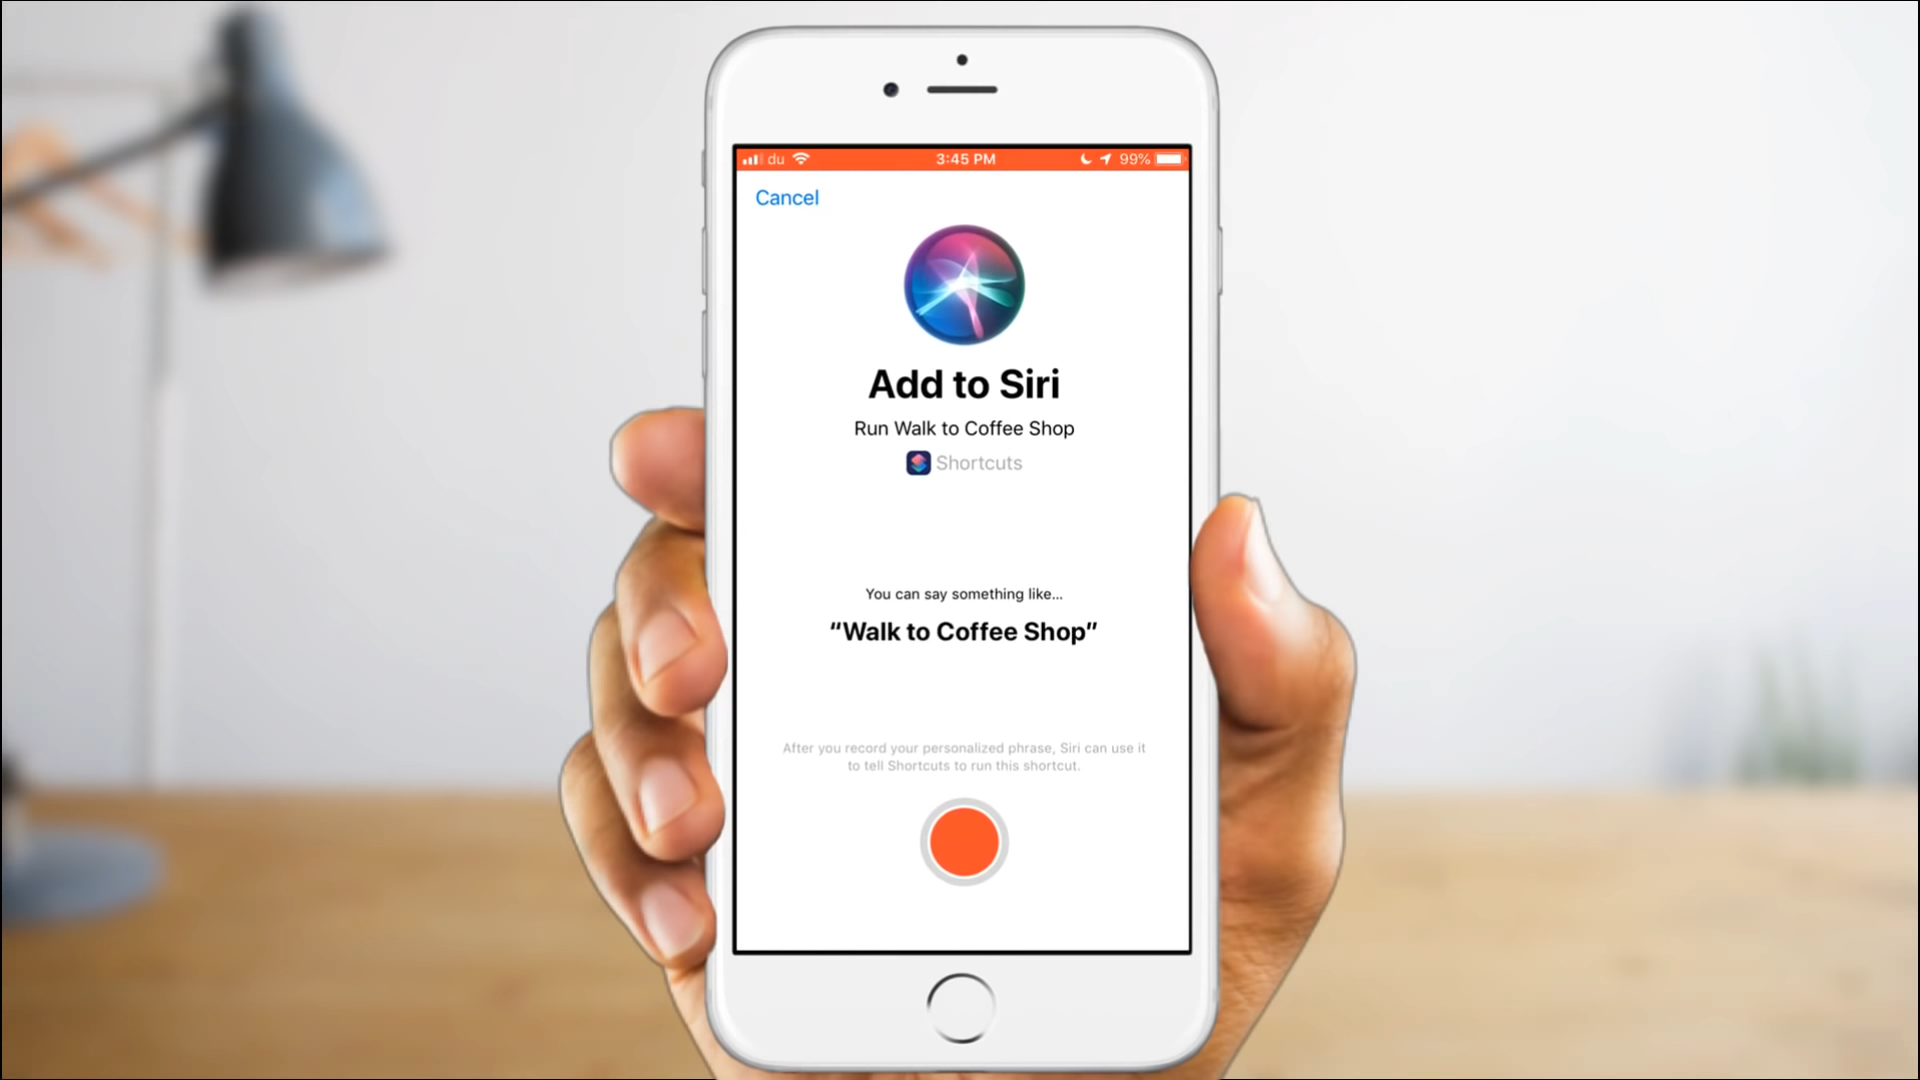 du 3:45 PM 99%
Cancel
Add to Siri
Run Walk to Coffee Shop
Shortcuts
You can say something like...
“Walk to Coffee Shop”
After you record your personalized phrase, Siri can use it
to tell Shortcuts to run this shortcut.